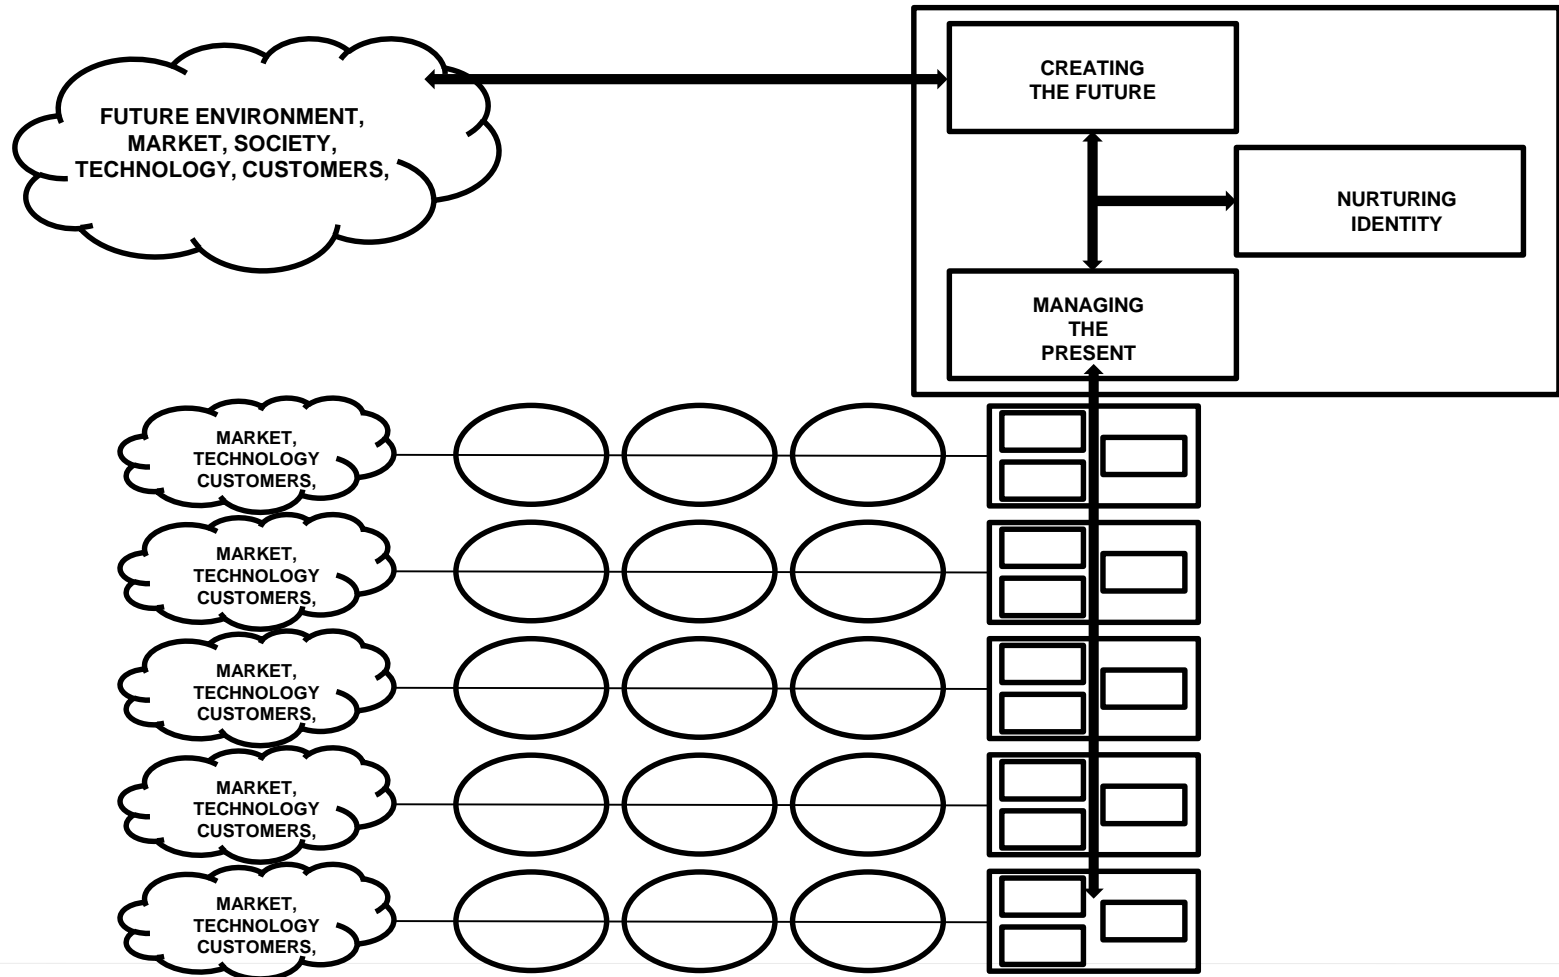 CREATING
THE FUTURE
FUTURE ENVIRONMENT,
MARKET, SOCIETY,
TECHNOLOGY, CUSTOMERS,
NURTURING
IDENTITY
MANAGING
THE
PRESENT
MARKET,
TECHNOLOGY
CUSTOMERS,
MARKET,
TECHNOLOGY
CUSTOMERS,
MARKET,
TECHNOLOGY
CUSTOMERS,
MARKET,
TECHNOLOGY
CUSTOMERS,
MARKET,
TECHNOLOGY
CUSTOMERS,